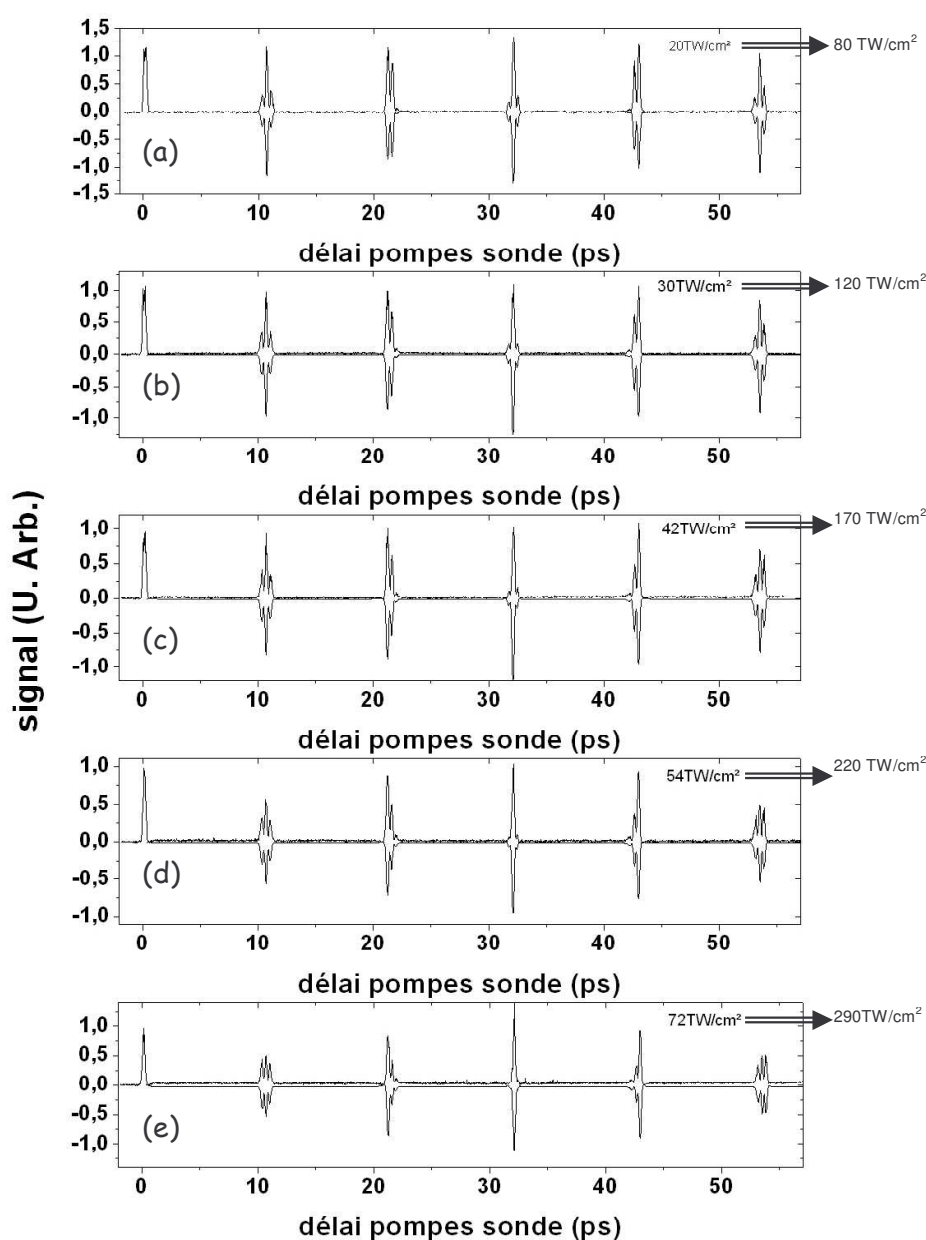 1,5
1,0
0,5
0,0
-0,5
-1,0
-1,5
(a)
20TW/cm²
80 TW/cm²
0 10 20 30 40 50
délai pompes sonde (ps)
1,0
0,5
0,0
-0,5
-1,0
(b)
30TW/cm²
120 TW/cm²
0 10 20 30 40 50
délai pompes sonde (ps)
signal (U. Arb.)
1,0
0,5
0,0
-0,5
-1,0
(c)
42TW/cm²
170 TW/cm²
0 10 20 30 40 50
délai pompes sonde (ps)
1,0
0,5
0,0
-0,5
-1,0
(d)
54TW/cm²
220 TW/cm²
0 10 20 30 40 50
délai pompes sonde (ps)
1,0
0,5
0,0
-0,5
-1,0
(e)
72TW/cm²
290TW/cm²
0 10 20 30 40 50
délai pompes sonde (ps)